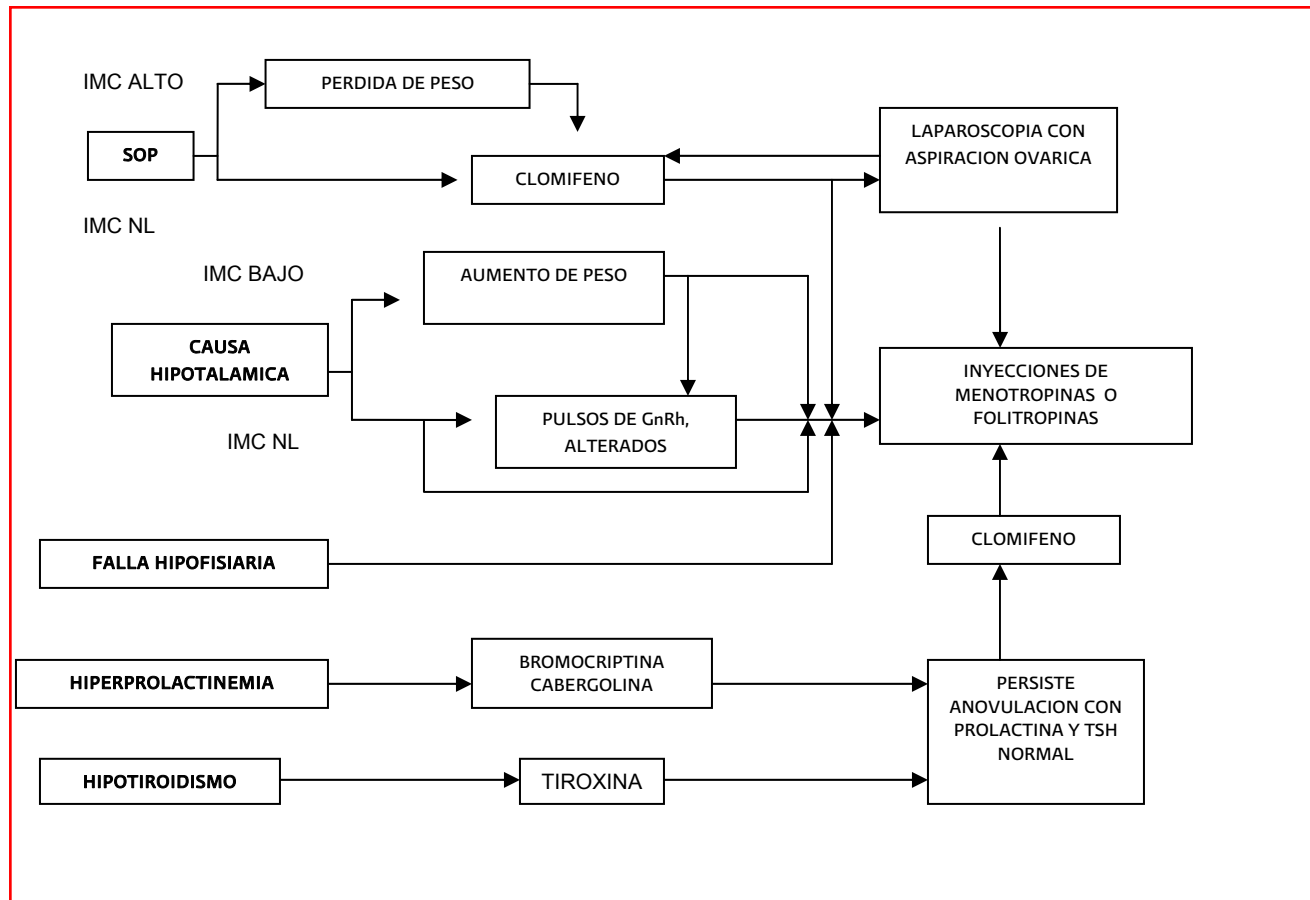 IMC ALTO
PERDIDA DE PESO
LAPAROSCOPIA CON
ASPIRACION OVARICA
SOP
CLOMIFENO
IMC NL
IMC BAJO
AUMENTO DE PESO
CAUSA
HIPOTALAMICA
INYECCIONES DE
MENOTROPINAS O
FOLITROPINAS
PULSOS DE GnRh,
ALTERADOS
IMC NL
CLOMIFENO
FALLA HIPOFISIARIA
HIPERPROLACTINEMIA
BROMOCRIPTINA
CABERGOLINA
PERSISTE
ANOVULACION CON
PROLACTINA Y TSH
NORMAL
HIPOTIROIDISMO
TIROXINA